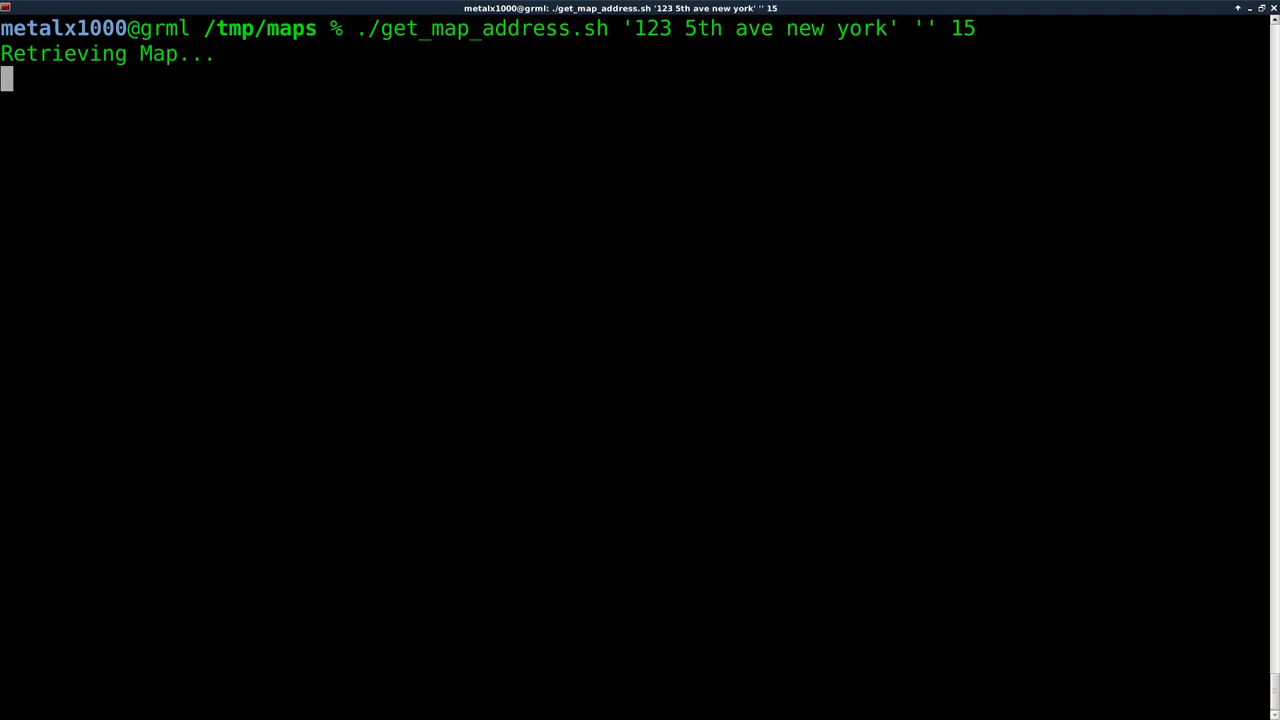 metalx1000@grml: ./get_map_address.sh '123 5th ave new york' '' 15
metalx1000@grml /tmp/maps % ./get_map_address.sh '123 5th ave new york' '' 15
Retrieving Map...